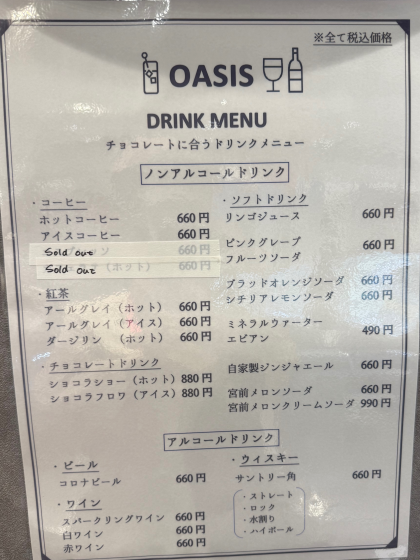 ※全て税込価格
OASIS
DRINK MENU
チョコレートに合うドリンクメニュー
ノンアルコールドリンク
・コーヒー
ホットコーヒー 660円
アイスコーヒー 660円
Sold out
Sold out (ホット)
・紅茶
アールグレイ(ホット) 660円
アールグレイ(アイス) 660円
ダージリン (ホット) 660円
・チョコレートドリンク
ショコラショー(ホット) 880円
ショコラフロワ(アイス) 880円
・ソフトドリンク
リンゴジュース 660円
ピンクグレープ 660円
フルーツソーダ
ブラッドオレンジソーダ 660円
シチリアレモンソーダ 660円
ミネラルウァーター 490円
エビアン
自家製ジンジャエール 660円
宮前メロンソーダ 660円
宮前メロンクリームソーダ 990円
アルコールドリンク
・ビール
コロナビール 660円
・ワイン
スパークリングワイン 660円
白ワイン 660円
赤ワイン 660円
・ウィスキー
サントリー角 660円
・ストレート
・ロック
・水割り
・ハイボール